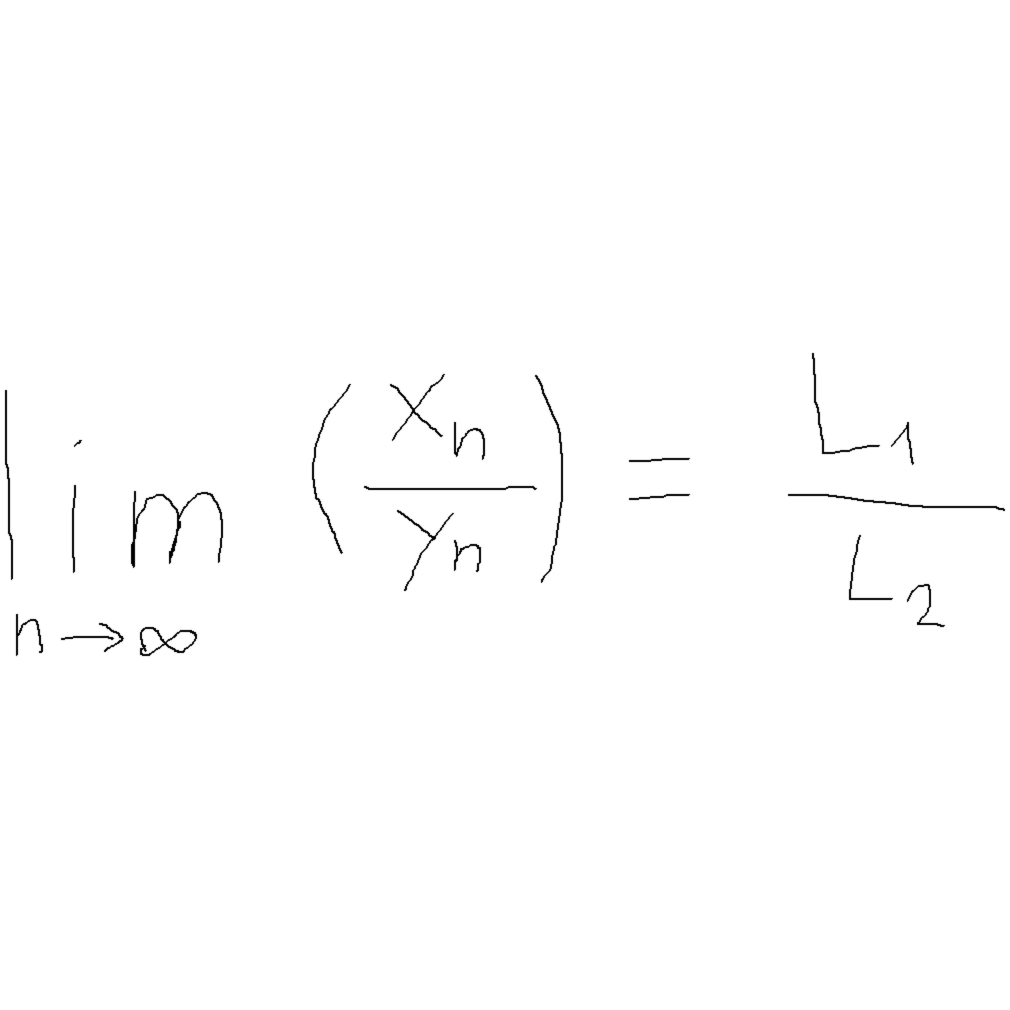 lim (Xn/Yn) = L1/L2
n→∞